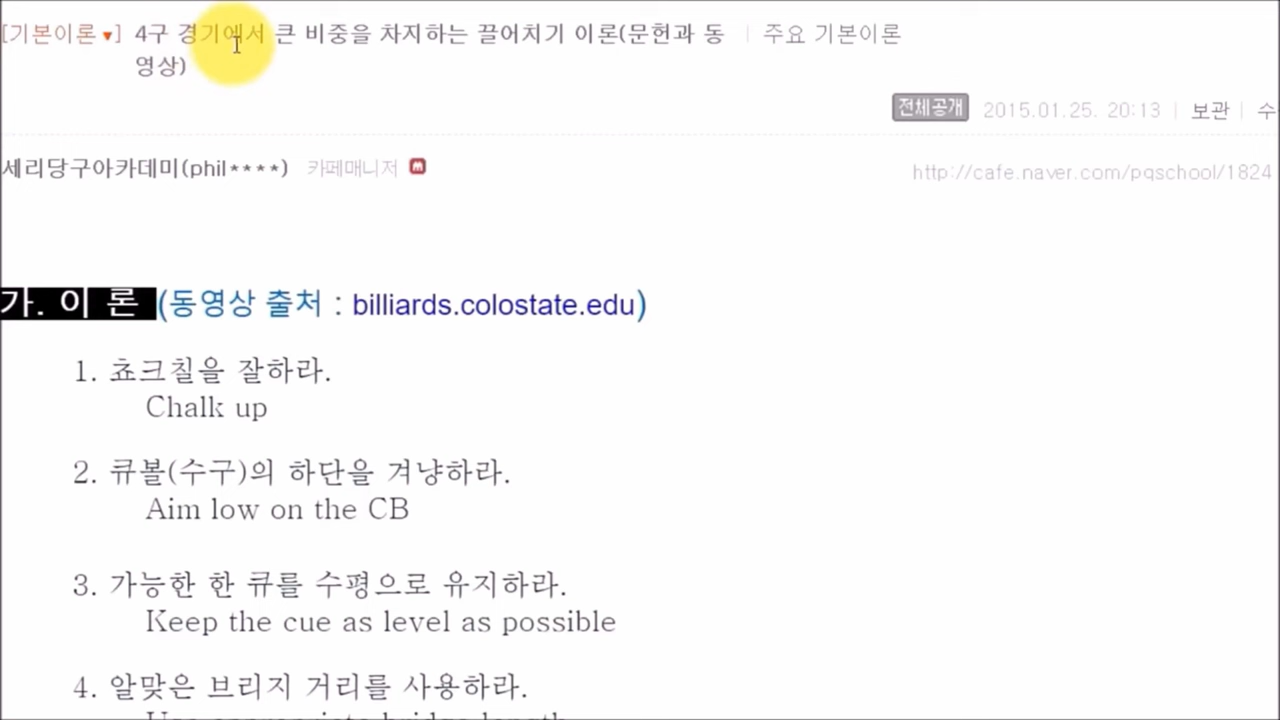 [기본이론▼] 4구 경기에서 큰 비중을 차지하는 끌어치기 이론(문헌과 동 | 주요 기본이론
영상)
전체공개 2015.01.25. 20:13 | 보관 | 수
세리당구아카데미(phil****) 카페매니저
http://cafe.naver.com/pqschool/1824
가. 이 론 (동영상 출처 : billiards.colostate.edu)
1. 쵸크칠을 잘하라.
Chalk up
2. 큐볼(수구)의 하단을 겨냥하라.
Aim low on the CB
3. 가능한 한 큐를 수평으로 유지하라.
Keep the cue as level as possible
4. 알맞은 브리지 거리를 사용하라.
Use appropriate bridge length